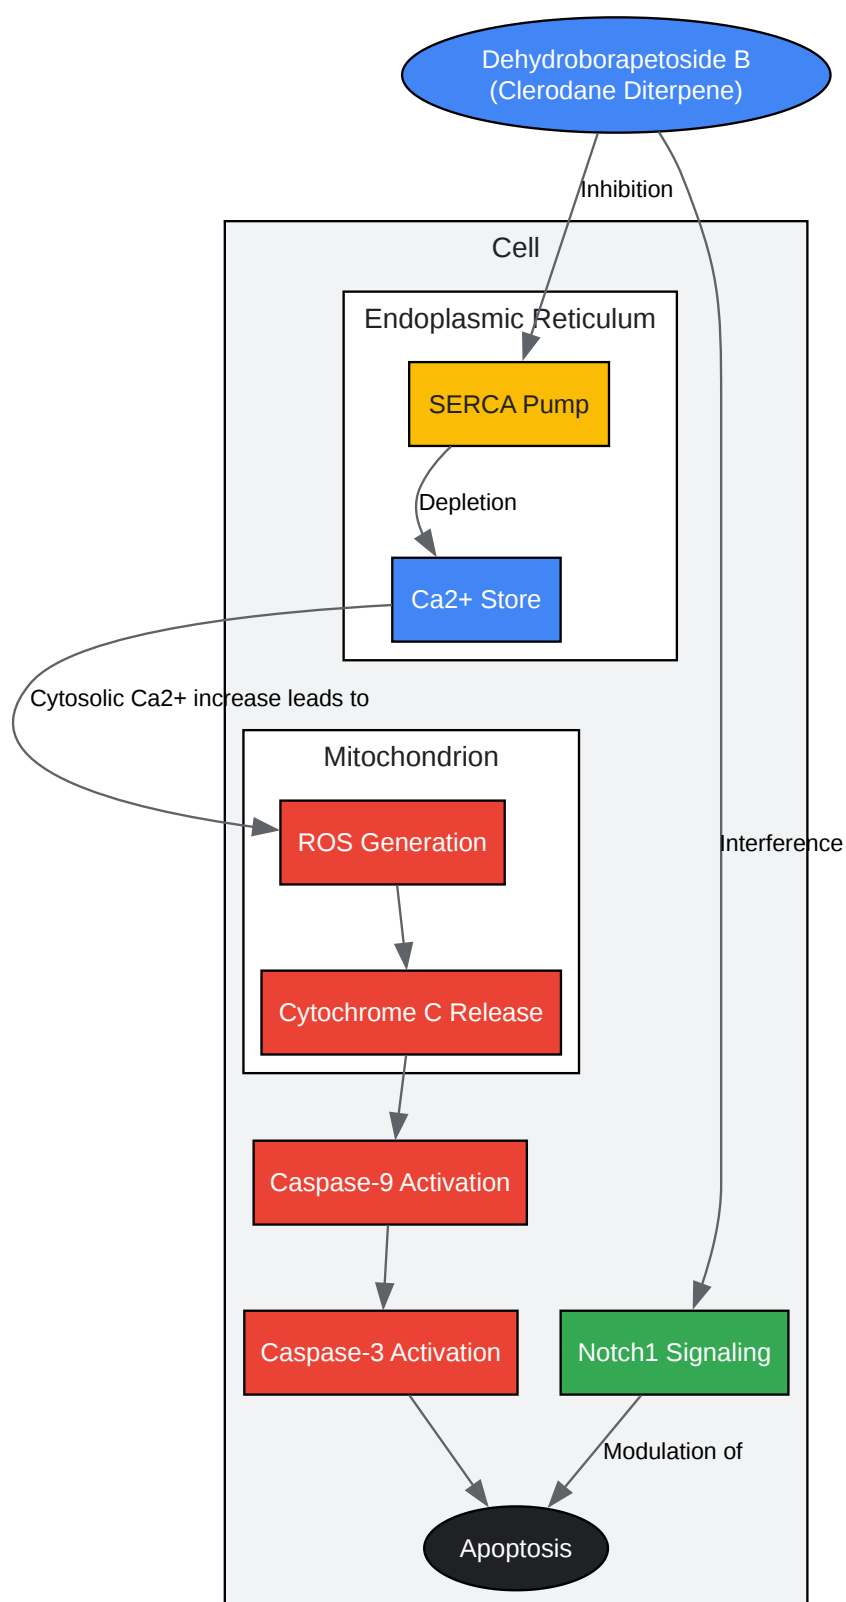 Dehydroborapetoside B
(Clerodane Diterpene)
Inhibition
Cell
Endoplasmic Reticulum
SERCA Pump
Depletion
Ca2+ Store
Cytosolic Ca2+ increase leads to
Mitochondrion
ROS Generation
Interference
Cytochrome C Release
Caspase-9 Activation
Caspase-3 Activation
Notch1 Signaling
Modulation of
Apoptosis